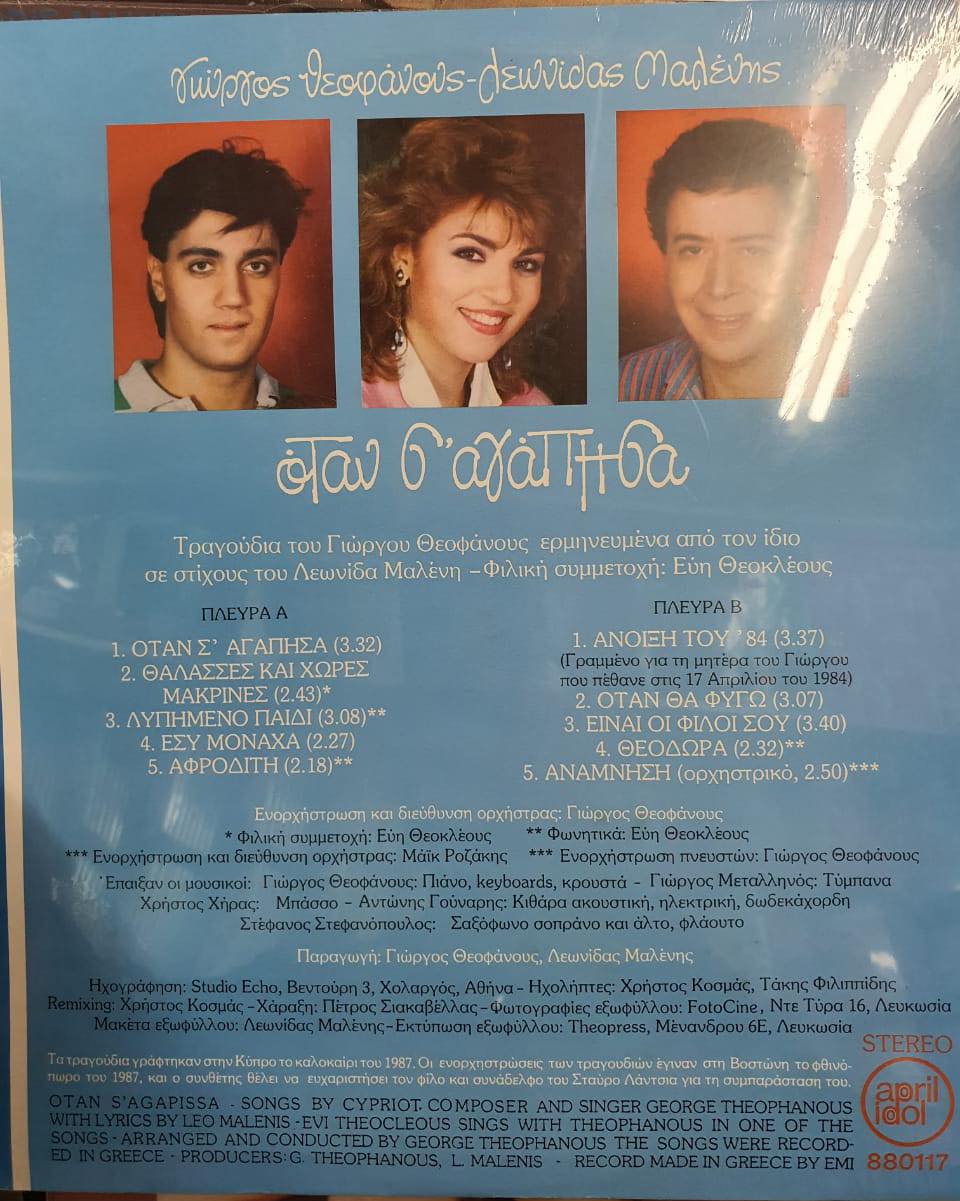 Γιώργος Θεοφάνους - Λεωνίδας Μαλένης
όταν σ'αγάπησα
Τραγούδια του Γιώργου Θεοφάνους ερμηνευμένα από τον ίδιο
σε στίχους του Λεωνίδα Μαλένη – Φιλική συμμετοχή: Εύη Θεοκλέους
ΠΛΕΥΡΑ Α
1. ΟΤΑΝ Σ' ΑΓΑΠΗΣΑ (3.32)
2. ΘΑΛΑΣΣΕΣ ΚΑΙ ΧΩΡΕΣ
ΜΑΚΡΙΝΕΣ (2.43)*
3. ΛΥΠΗΜΕΝΟ ΠΑΙΔΙ (3.08)**
4. ΕΣΥ ΜΟΝΑΧΑ (2.27)
5. ΑΦΡΟΔΙΤΗ (2.18)**
ΠΛΕΥΡΑ Β
1. ΑΝΟΙΞΗ ΤΟΥ '84 (3.37)
(Γραμμένο για τη μητέρα του Γιώργου
που πέθανε στις 17 Απριλίου του 1984)
2. ΟΤΑΝ ΘΑ ΦΥΓΩ (3.07)
3. ΕΙΝΑΙ ΟΙ ΦΙΛΟΙ ΣΟΥ (3.40)
4. ΘΕΟΔΩΡΑ (2.32)**
5. ΑΝΑΜΝΗΣΗ (ορχηστρικό, 2.50)***
Ενορχήστρωση και διεύθυνση ορχήστρας: Γιώργος Θεοφάνους
* Φιλική συμμετοχή: Εύη Θεοκλέους ** Φωνητικά: Εύη Θεοκλέους
*** Ενορχήστρωση και διεύθυνση ορχήστρας: Μάϊκ Ροζάκης *** Ενορχήστρωση πνευστών: Γιώργος Θεοφάνους
Έπαιξαν οι μουσικοί: Γιώργος Θεοφάνους: Πιάνο, keyboards, κρουστά – Γιώργος Μεταλληνός: Τύμπανα
Χρήστος Χήρας: Μπάσσο – Αντώνης Γούναρης: Κιθάρα ακουστική, ηλεκτρική, δωδεκάχορδη
Στέφανος Στεφανόπουλος: Σαξόφωνο σοπράνο και άλτο, φλάουτο
Παραγωγή: Γιώργος Θεοφάνους, Λεωνίδας Μαλένης
Ηχογράφηση: Studio Echo, Βεντούρη 3, Χολαργός, Αθήνα – Ηχολήπτες: Χρήστος Κοσμάς, Τάκης Φιλιππίδης
Remixing: Χρήστος Κοσμάς – Χάραξη: Πέτρος Σιακαβέλλας – Φωτογραφίες εξωφύλλου: FotoCine, Ντε Τύρα 16, Λευκωσία
Μακέτα εξωφύλλου: Λεωνίδας Μαλένης – Εκτύπωση εξωφύλλου: Theopress, Μένανδρου 6Ε, Λευκωσία
Τα τραγούδια γράφτηκαν στην Κύπρο το καλοκαίρι του 1987. Οι ενορχηστρώσεις των τραγουδιών έγιναν στη Βοστώνη το φθινό-
πωρο του 1987, και ο συνθέτης θέλει να ευχαριστήσει τον φίλο και συνάδελφο του Σταύρο Λάντσια για τη συμπαράσταση του.
OTAN S'AGAPISSA - SONGS BY CYPRIOT. COMPOSER AND SINGER GEORGE THEOPHANOUS
WITH LYRICS BY LEO MALENIS - EVI THEOCLEOUS SINGS WITH THEOPHANOUS IN ONE OF THE
SONGS - ARRANGED AND CONDUCTED BY GEORGE THEOPHANOUS THE SONGS WERE RECORD-
ED IN GREECE - PRODUCERS: G. THEOPHANOUS, L. MALENIS - RECORD MADE IN GREECE BY EMI
STEREO
april
idol
880117